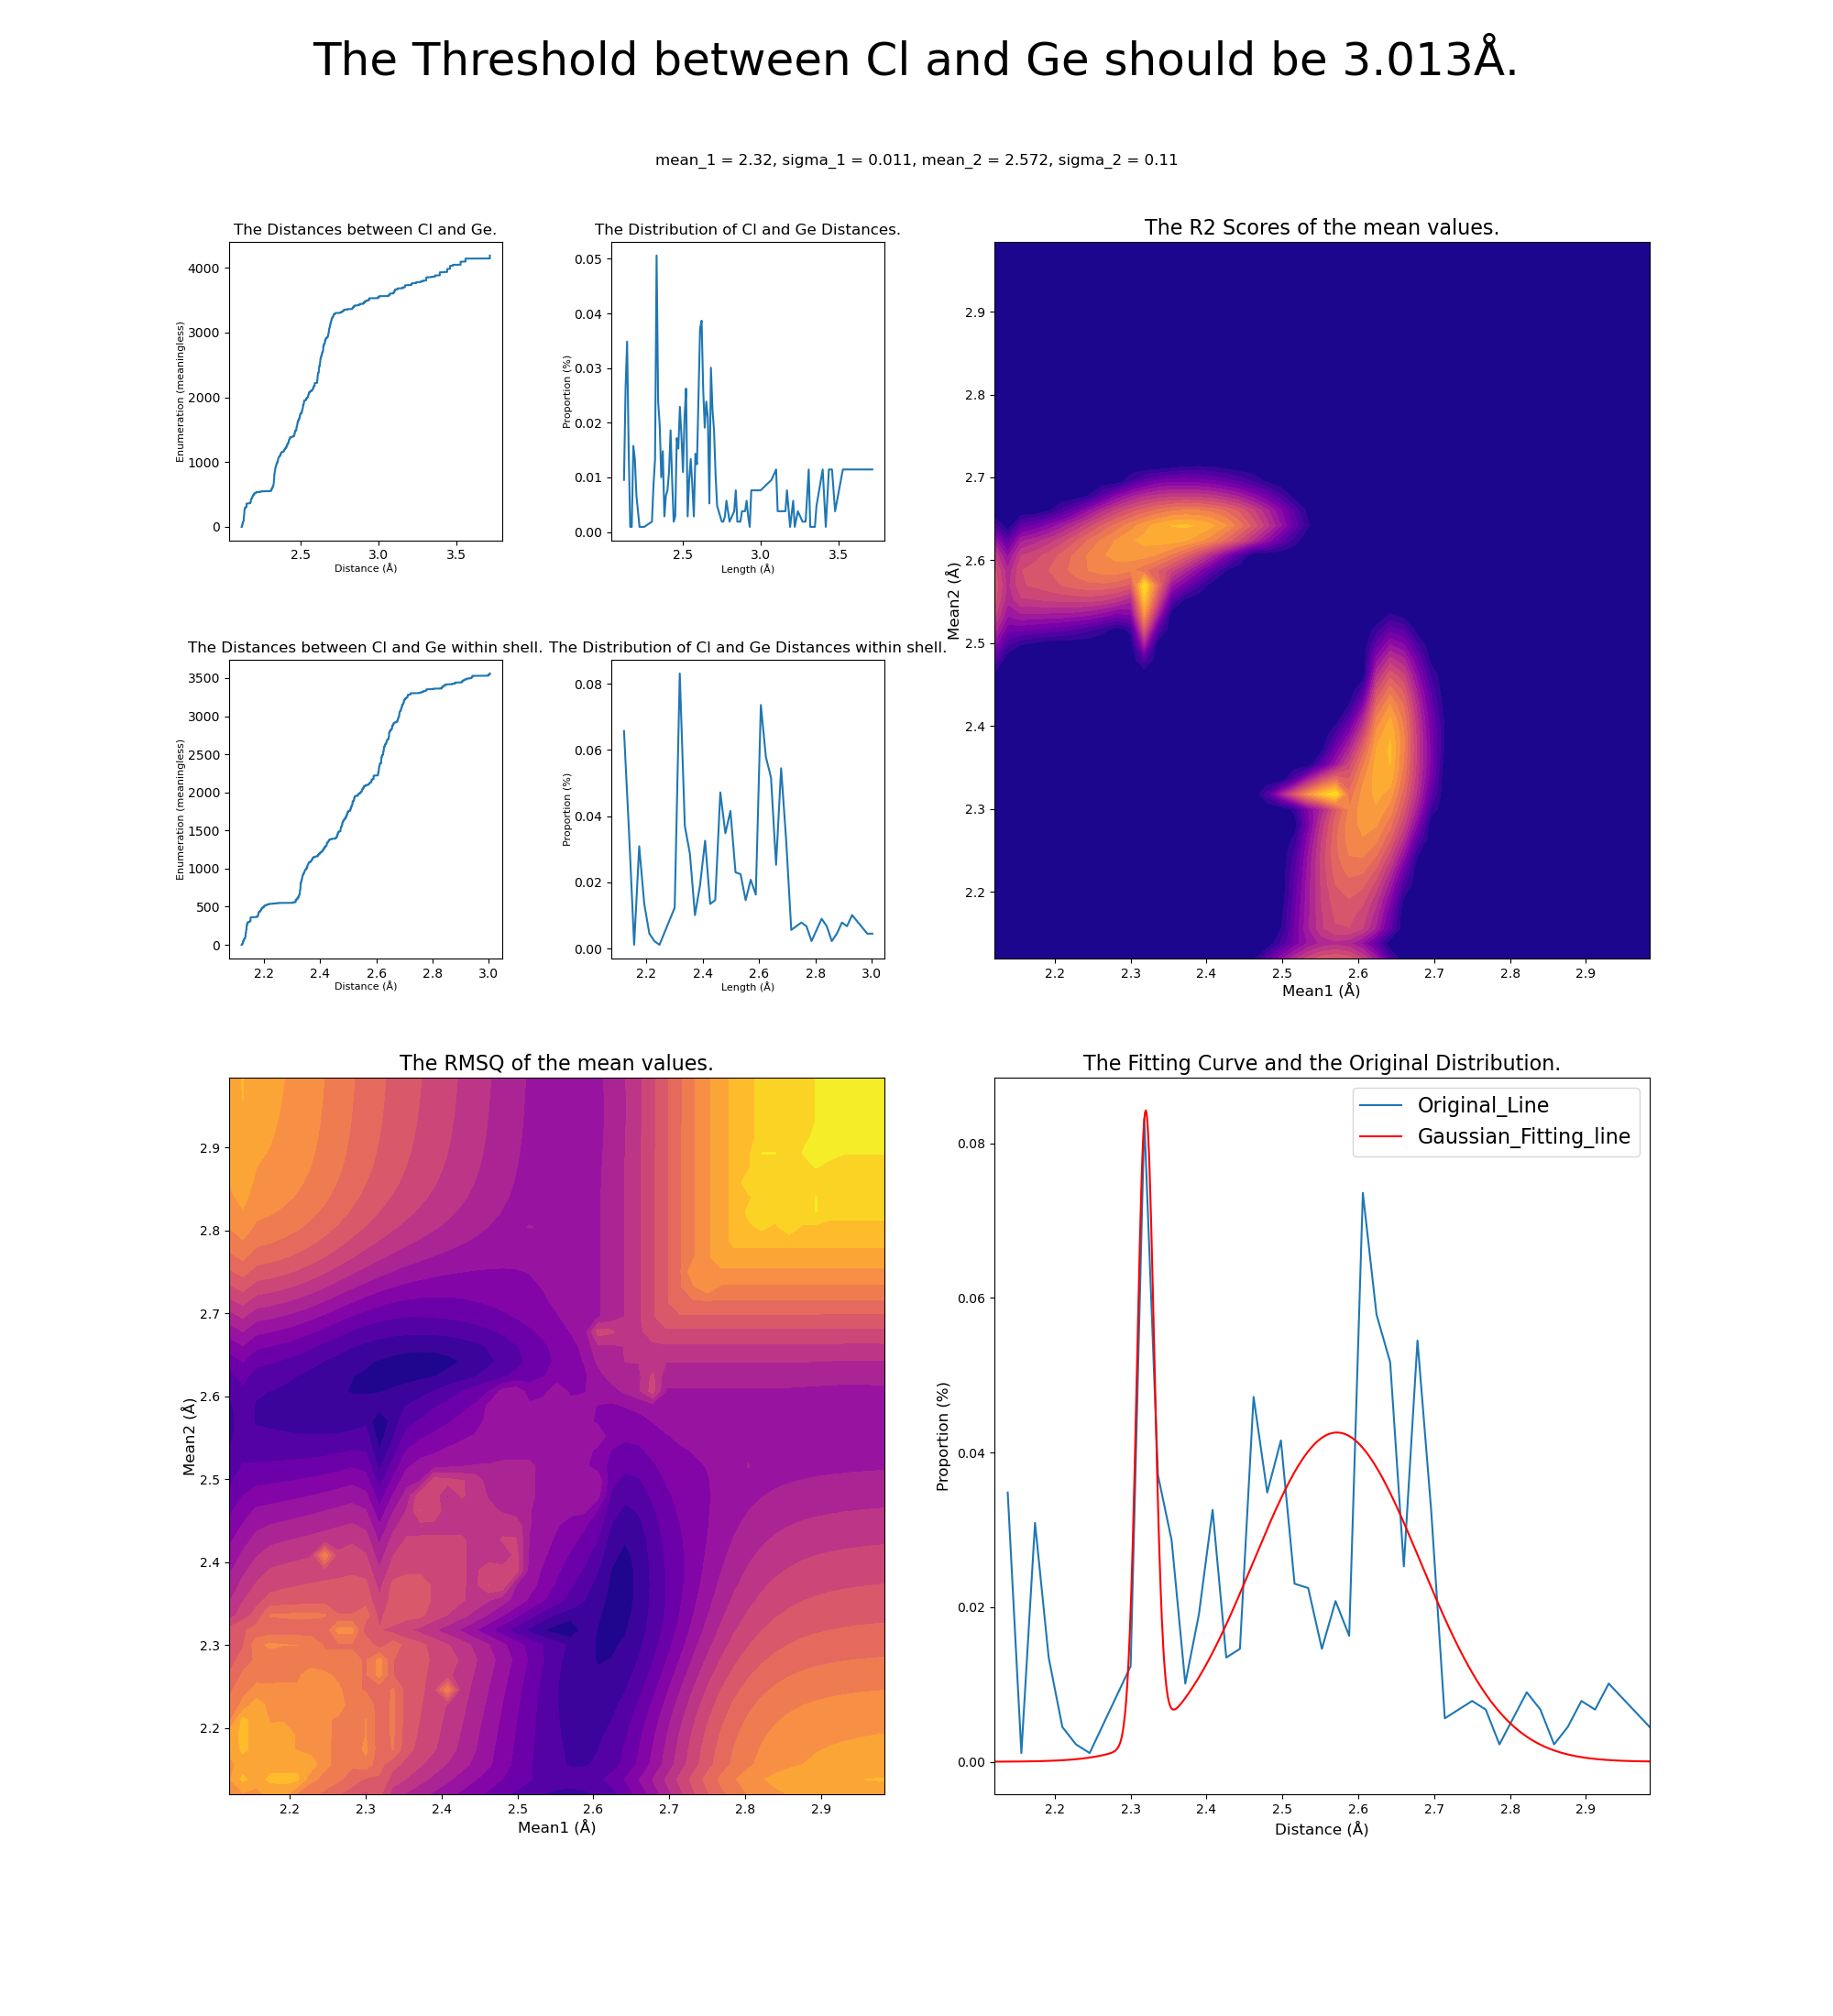 The Threshold between Cl and Ge should be 3.013Å.
mean_1 = 2.32, sigma_1 = 0.011, mean_2 = 2.572, sigma_2 = 0.11
The Distances between Cl and Ge.
Enumeration (meaningless)
4000
3000
2000
1000
0
2.5 3.0 3.5
Distance (Å)
The Distribution of Cl and Ge Distances.
Proportion (%)
0.05
0.04
0.03
0.02
0.01
0.00
2.5 3.0 3.5
Length (Å)
The R2 Scores of the mean values.
Mean2 (Å)
2.9
2.8
2.7
2.6
2.5
2.4
2.3
2.2
2.2 2.3 2.4 2.5 2.6 2.7 2.8 2.9
Mean1 (Å)
The Distances between Cl and Ge within shell.
Enumeration (meaningless)
3500
3000
2500
2000
1500
1000
500
0
2.2 2.4 2.6 2.8 3.0
Distance (Å)
The Distribution of Cl and Ge Distances within shell.
Proportion (%)
0.08
0.06
0.04
0.02
0.00
2.2 2.4 2.6 2.8 3.0
Length (Å)
The RMSQ of the mean values.
Mean2 (Å)
2.9
2.8
2.7
2.6
2.5
2.4
2.3
2.2
2.2 2.3 2.4 2.5 2.6 2.7 2.8 2.9
Mean1 (Å)
The Fitting Curve and the Original Distribution.
Original_Line
Gaussian_Fitting_line
Proportion (%)
0.08
0.06
0.04
0.02
0.00
2.2 2.3 2.4 2.5 2.6 2.7 2.8 2.9
Distance (Å)